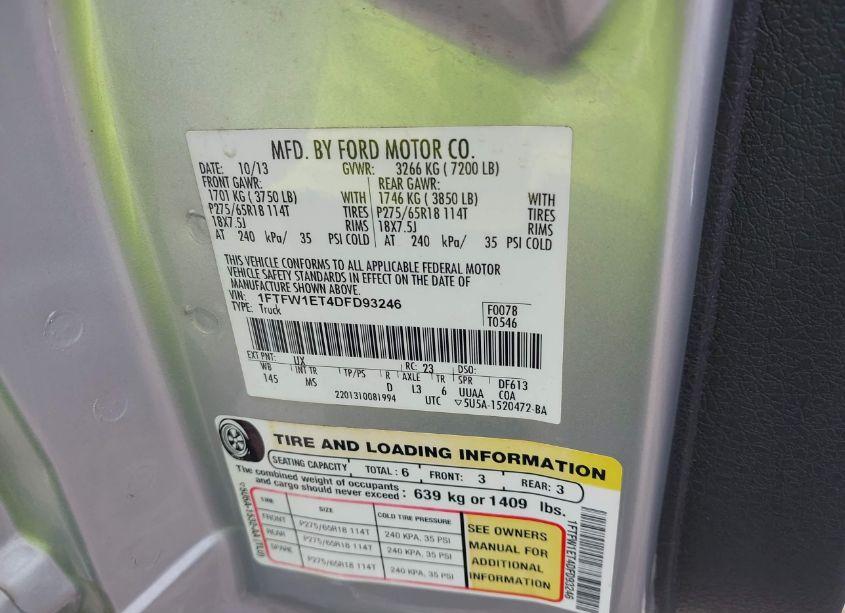 MFD. BY FORD MOTOR CO.
DATE: 10/13 GVWR: 3266 KG ( 7200 LB)
FRONT GAWR: REAR GAWR:
1701 KG ( 3750 LB) WITH 1746 KG ( 3850 LB) WITH
P275/65R18 114T TIRES P275/65R18 114T TIRES
18X7.5J RIMS 18X7.5J RIMS
AT 240 kPa/ 35 PSI COLD AT 240 kPa/ 35 PSI COLD
THIS VEHICLE CONFORMS TO ALL APPLICABLE FEDERAL MOTOR
VEHICLE SAFETY STANDARDS IN EFFECT ON THE DATE OF
MANUFACTURE SHOWN ABOVE.
VIN: 1FTFW1ET4DFD93246 F0078
TYPE: Truck T0546
EXT PNT: UX RC: 23 DSO:
WB INT TR TP/PS R AXLE TR SPR DF613
145 MS D L3 6 UUAA COA
2201310081994 UTC ▽5U5A-1520472-BA
TIRE AND LOADING INFORMATION
SEATING CAPACITY TOTAL: 6 FRONT: 3 REAR: 3
The combined weight of occupants
and cargo should never exceed : 639 kg or 1409 lbs.
TIRE SIZE COLD TIRE PRESSURE
FRONT P275/65R18 114T 240 KPA, 35 PSI
REAR P275/65R18 114T 240 KPA, 35 PSI
SPARE P275/65R18 114T 240 KPA, 35 PSI
SEE OWNERS
MANUAL FOR
ADDITIONAL
INFORMATION
1FTFW1ET4DFD93246